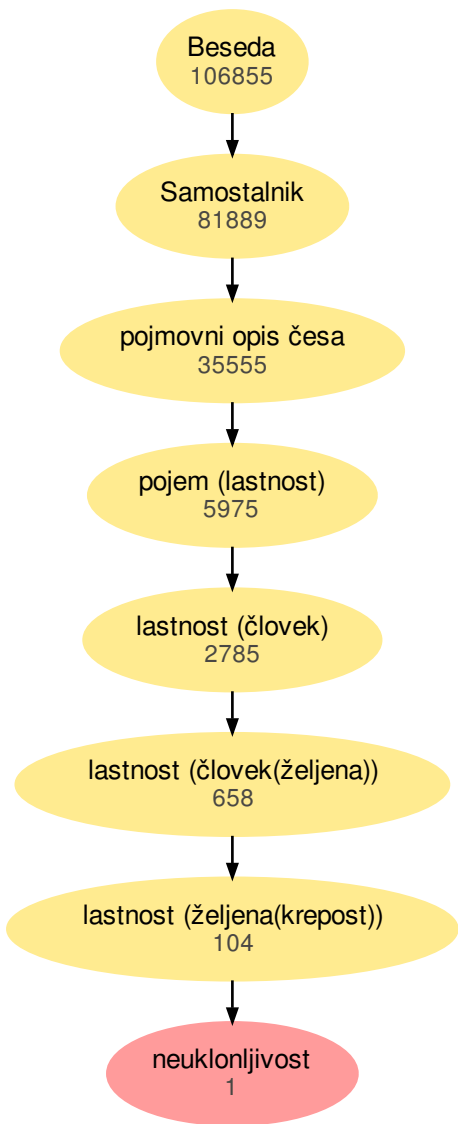 Beseda
106855
Samostalnik
81889
pojmovni opis česa
35555
pojem (lastnost)
5975
lastnost (človek)
2785
lastnost (človek(željena))
658
lastnost (željena(krepost))
104
neuklonljivost
1